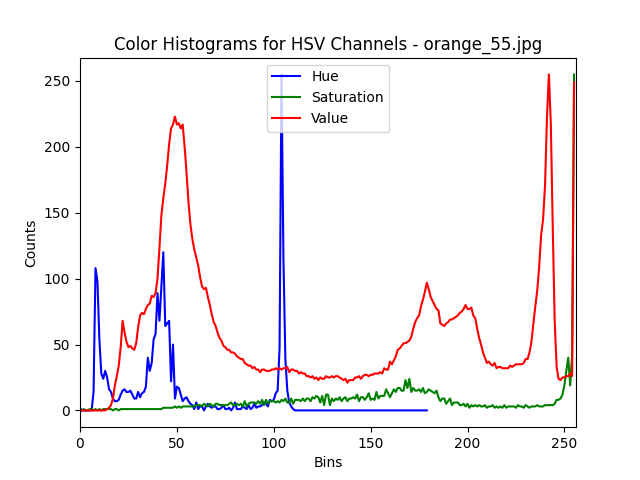 Color Histograms for HSV Channels - orange_55.jpg
Hue
Saturation
Value
Counts
250
200
150
100
50
0
0 50 100 150 200 250
Bins